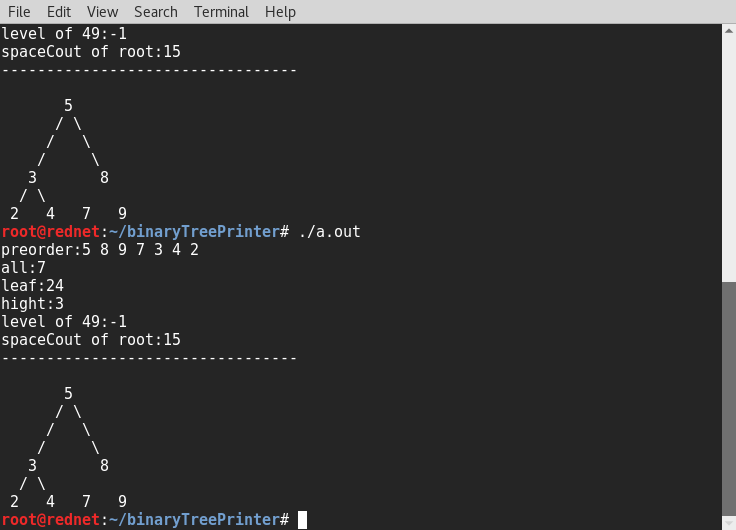 File Edit View Search Terminal Help
level of 49:-1
spaceCout of root:15
---------------------------------
       5
      / \
     /   \
    /     \
   3       8
  / \
 2   4   7   9
root@rednet:~/binaryTreePrinter# ./a.out
preorder:5 8 9 7 3 4 2
all:7
leaf:24
hight:3
level of 49:-1
spaceCout of root:15
---------------------------------
       5
      / \
     /   \
    /     \
   3       8
  / \
 2   4   7   9
root@rednet:~/binaryTreePrinter#